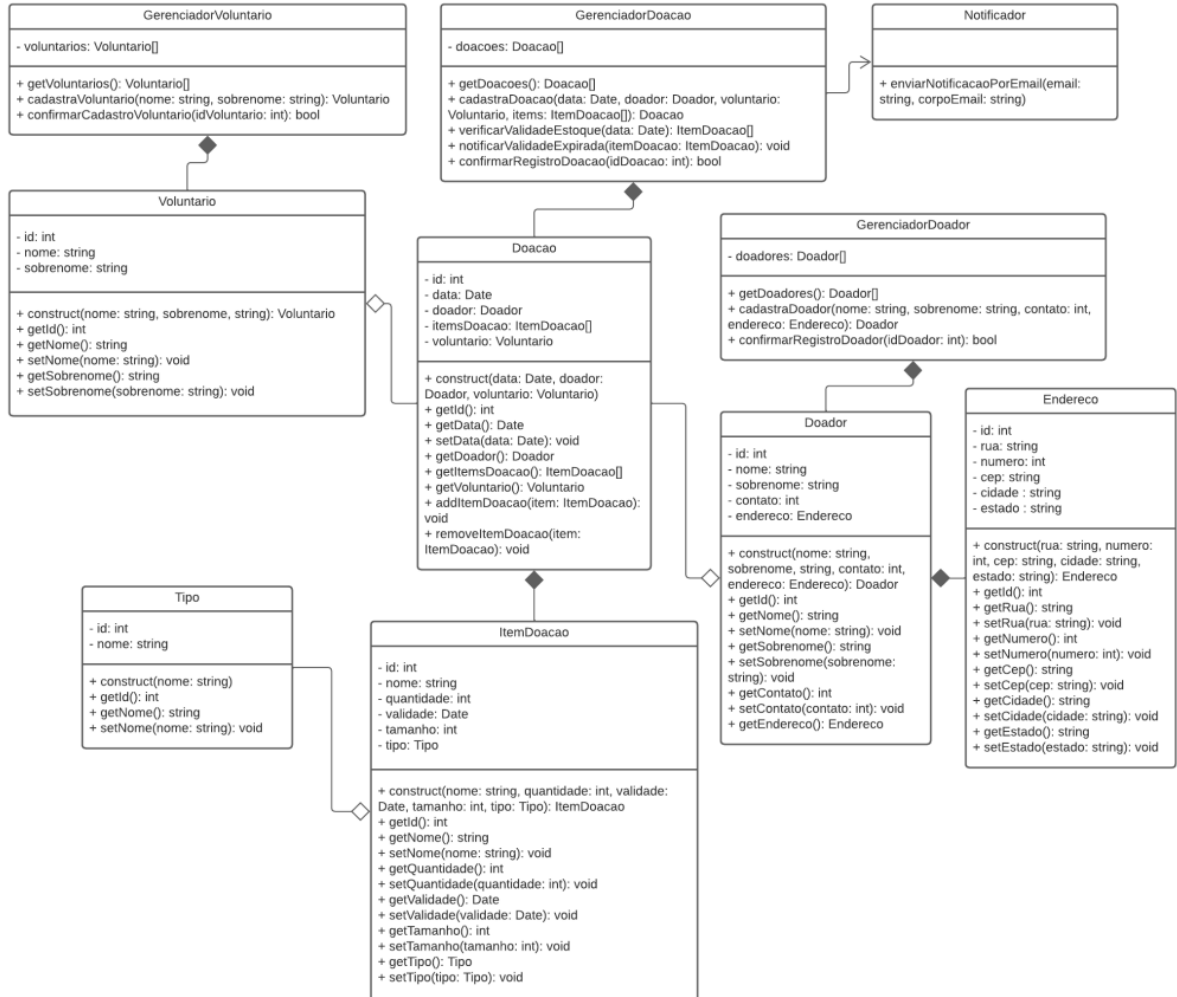 GerenciadorVoluntario
- voluntarios: Voluntario[]
+ getVoluntarios(): Voluntario[]
+ cadastraVoluntario(nome: string, sobrenome: string): Voluntario
+ confirmarCadastroVoluntario(idVoluntario: int): bool
GerenciadorDoacao
- doacoes: Doacao[]
+ getDoacoes(): Doacao[]
+ cadastraDoacao(data: Date, doador: Doador, voluntario:
Voluntario, items: ItemDoacao[]): Doacao
+ verificarValidadeEstoque(data: Date): ItemDoacao[]
+ notificarValidadeExpirada(itemDoacao: ItemDoacao): void
+ confirmarRegistroDoacao(idDoacao: int): bool
Notificador
+ enviarNotificacaoPorEmail(email:
string, corpoEmail: string)
Voluntario
- id: int
- nome: string
- sobrenome: string
+ construct(nome: string, sobrenome, string): Voluntario
+ getId(): int
+ getNome(): string
+ setNome(nome: string): void
+ getSobrenome(): string
+ setSobrenome(sobrenome: string): void
Doacao
- id: int
- data: Date
- doador: Doador
- itemsDoacao: ItemDoacao[]
- voluntario: Voluntario
+ construct(data: Date, doador:
Doador, voluntario: Voluntario)
+ getId(): int
+ getData(): Date
+ setData(data: Date): void
+ getDoador(): Doador
+ getItemsDoacao(): ItemDoacao[]
+ getVoluntario(): Voluntario
+ addItemDoacao(item: ItemDoacao):
void
+ removeItemDoacao(item:
ItemDoacao): void
GerenciadorDoador
- doadores: Doador[]
+ getDoadores(): Doador[]
+ cadastraDoador(nome: string, sobrenome: string, contato: int,
endereco: Endereco): Doador
+ confirmarRegistroDoador(idDoador: int): bool
Doador
- id: int
- nome: string
- sobrenome: string
- contato: int
- endereco: Endereco
+ construct(nome: string,
sobrenome, string, contato: int,
endereco: Endereco): Doador
+ getId(): int
+ getNome(): string
+ setNome(nome: string): void
+ getSobrenome(): string
+ setSobrenome(sobrenome:
string): void
+ getContato(): int
+ setContato(contato: int): void
+ getEndereco(): Endereco
Endereco
- id: int
- rua: string
- numero: int
- cep: string
- cidade : string
- estado : string
+ construct(rua: string, numero:
int, cep: string, cidade: string,
estado: string): Endereco
+ getId(): int
+ getRua(): string
+ setRua(rua: string): void
+ getNumero(): int
+ setNumero(numero: int): void
+ getCep(): string
+ setCep(cep: string): void
+ getCidade(): string
+ setCidade(cidade: string): void
+ getEstado(): string
+ setEstado(estado: string): void
Tipo
- id: int
- nome: string
+ construct(nome: string)
+ getId(): int
+ getNome(): string
+ setNome(nome: string): void
ItemDoacao
- id: int
- nome: string
- quantidade: int
- validade: Date
- tamanho: int
- tipo: Tipo
+ construct(nome: string, quantidade: int, validade:
Date, tamanho: int, tipo: Tipo): ItemDoacao
+ getId(): int
+ getNome(): string
+ setNome(nome: string): void
+ getQuantidade(): int
+ setQuantidade(quantidade: int): void
+ getValidade(): Date
+ setValidade(validade: Date): void
+ getTamanho(): int
+ setTamanho(tamanho: int): void
+ getTipo(): Tipo
+ setTipo(tipo: Tipo): void